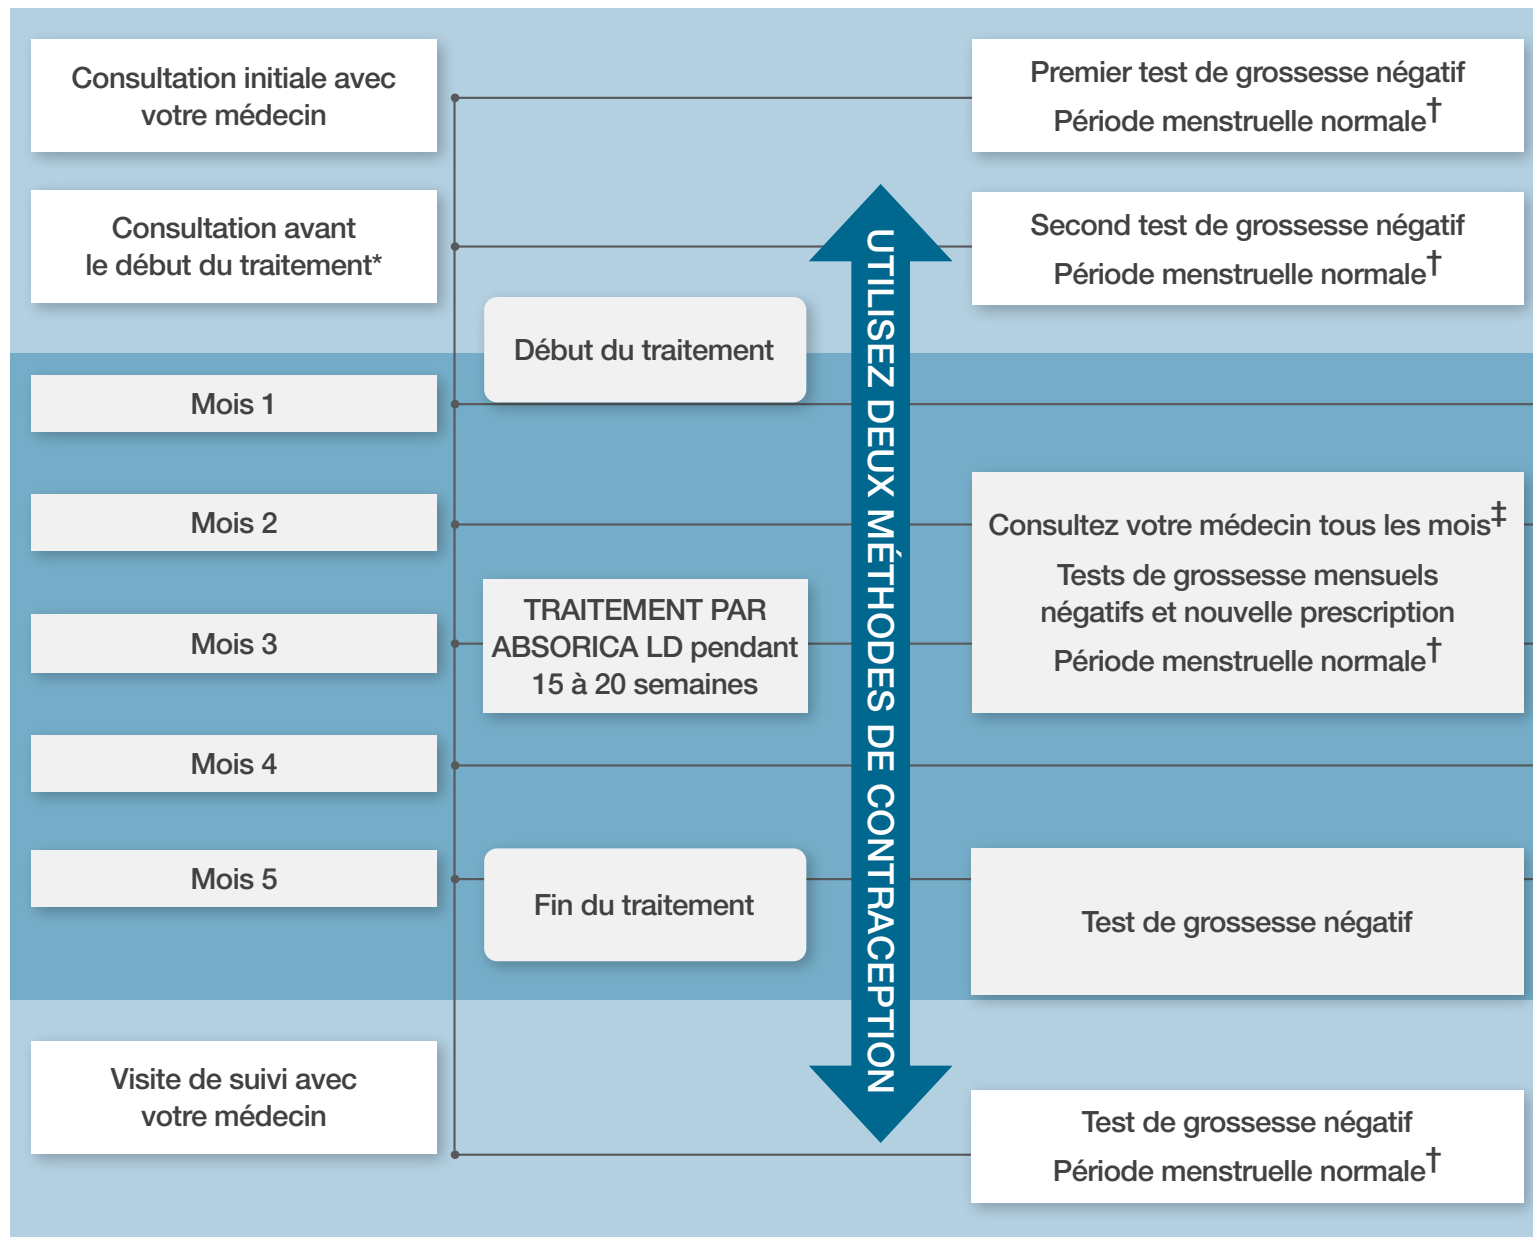 Consultation initiale avec
votre médecin
Premier test de grossesse négatif
Période menstruelle normale†
Consultation avant
le début du traitement*
Second test de grossesse négatif
Période menstruelle normale†
Début du traitement
UTILISEZ DEUX MÉTHODES DE CONTRACEPTION
Mois 1
Mois 2
Consultez votre médecin tous les mois‡
Tests de grossesse mensuels
négatifs et nouvelle prescription
Période menstruelle normale†
Mois 3
TRAITEMENT PAR
ABSORICA LD pendant
15 à 20 semaines
Mois 4
Mois 5
Fin du traitement
Test de grossesse négatif
Visite de suivi avec
votre médecin
Test de grossesse négatif
Période menstruelle normale†